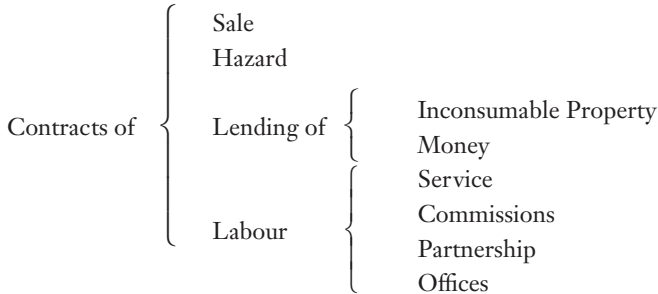 Sale
Hazard
Inconsumable Property
Contracts of Lending of
Money
Service
Commissions
Labour
Partnership
Offices